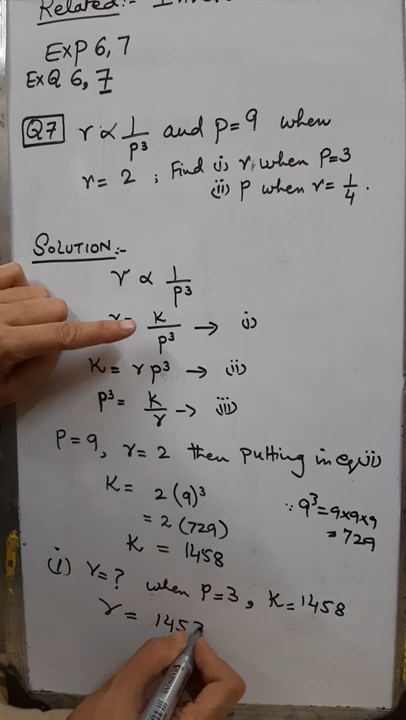 Related:-
Exp 6, 7
Ex Q 6, 7
Q7 r ∝ 1/p³ and p = 9 when
r = 2 ; Find (i) r when p = 3
(ii) p when r = 1/4 .
SOLUTION:-
r ∝ 1/p³
r = K/p³ → (i)
K = r p³ → (ii)
p³ = K/r → (iii)
P = 9, r = 2 then putting in eq (ii)
K = 2(9)³
= 2(729)
K = 1458
∵ 9³ = 9×9×9
= 729
(i) r = ? when p = 3, K = 1458
r = 145